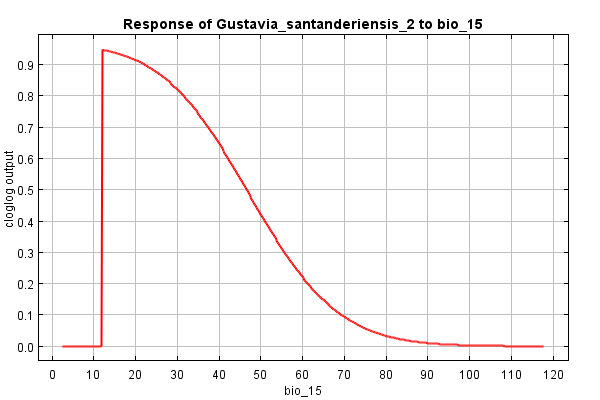 Response of Gustavia_santanderiensis_2 to bio_15
cloglog output
0.9
0.8
0.7
0.6
0.5
0.4
0.3
0.2
0.1
0.0
0 10 20 30 40 50 60 70 80 90 100 110 120
bio_15